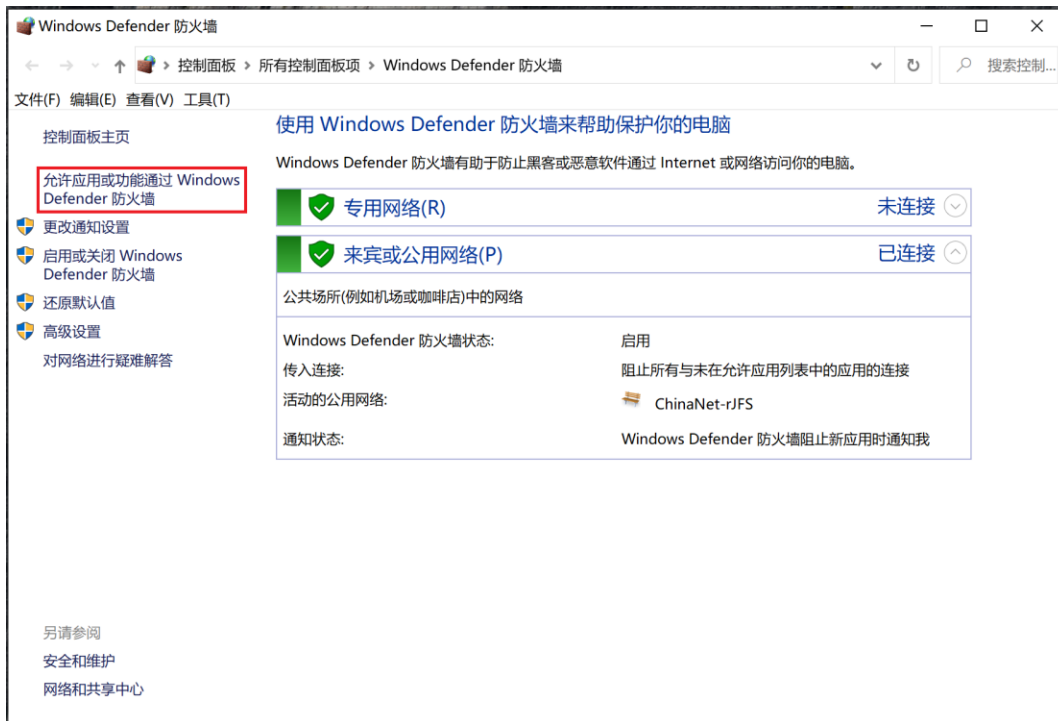 Windows Defender 防火墙
控制面板 > 所有控制面板项 > Windows Defender 防火墙
搜索控制...
文件(F) 编辑(E) 查看(V) 工具(T)
控制面板主页
允许应用或功能通过 Windows
Defender 防火墙
更改通知设置
启用或关闭 Windows
Defender 防火墙
还原默认值
高级设置
对网络进行疑难解答
使用 Windows Defender 防火墙来帮助保护你的电脑
Windows Defender 防火墙有助于防止黑客或恶意软件通过 Internet 或网络访问你的电脑。
专用网络(R) 未连接
来宾或公用网络(P) 已连接
公共场所(例如机场或咖啡店)中的网络
Windows Defender 防火墙状态: 启用
传入连接: 阻止所有与未在允许应用列表中的应用的连接
活动的公用网络: ChinaNet-rJFS
通知状态: Windows Defender 防火墙阻止新应用时通知我
另请参阅
安全和维护
网络和共享中心